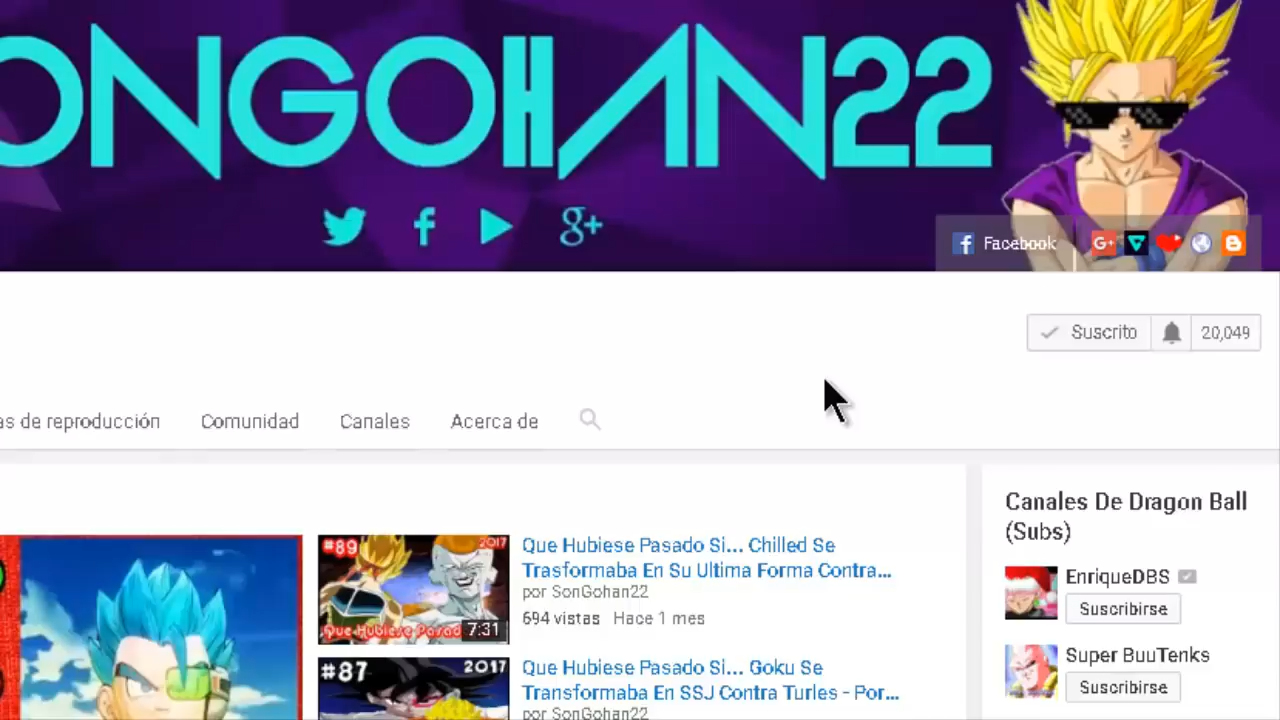 ONGOHAN22
Facebook
G+
Suscrito
20,049
as de reproducción
Comunidad
Canales
Acerca de
#89
2017
Que Hubiese Pasad
7:31
Que Hubiese Pasado Si... Chilled Se
Trasformaba En Su Ultima Forma Contra...
por SonGohan22
694 vistas Hace 1 mes
#87
2017
Que Hubiese Pasado Si... Goku Se
Transformaba En SSJ Contra Turles - Por...
por SonGohan22
Canales De Dragon Ball
(Subs)
EnriqueDBS
Suscribirse
Super BuuTenks
Suscribirse